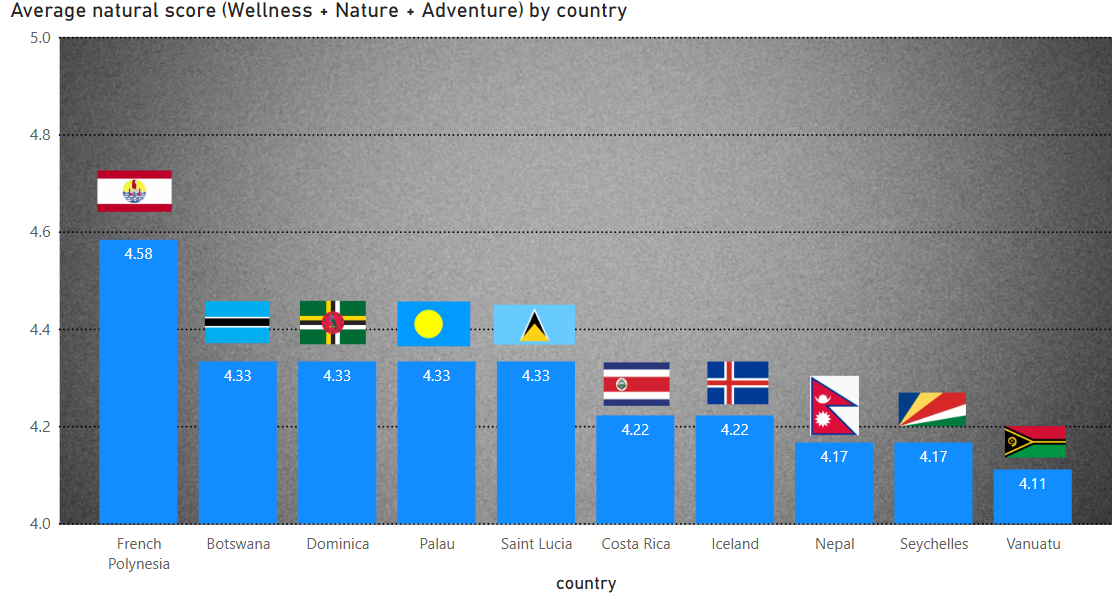 Average natural score (Wellness + Nature + Adventure) by country
5.0
4.8
4.6
4.4
4.2
4.0
4.58
4.33
4.33
4.33
4.33
4.22
4.22
4.17
4.17
4.11
French
Polynesia
Botswana
Dominica
Palau
Saint Lucia
Costa Rica
Iceland
Nepal
Seychelles
Vanuatu
country